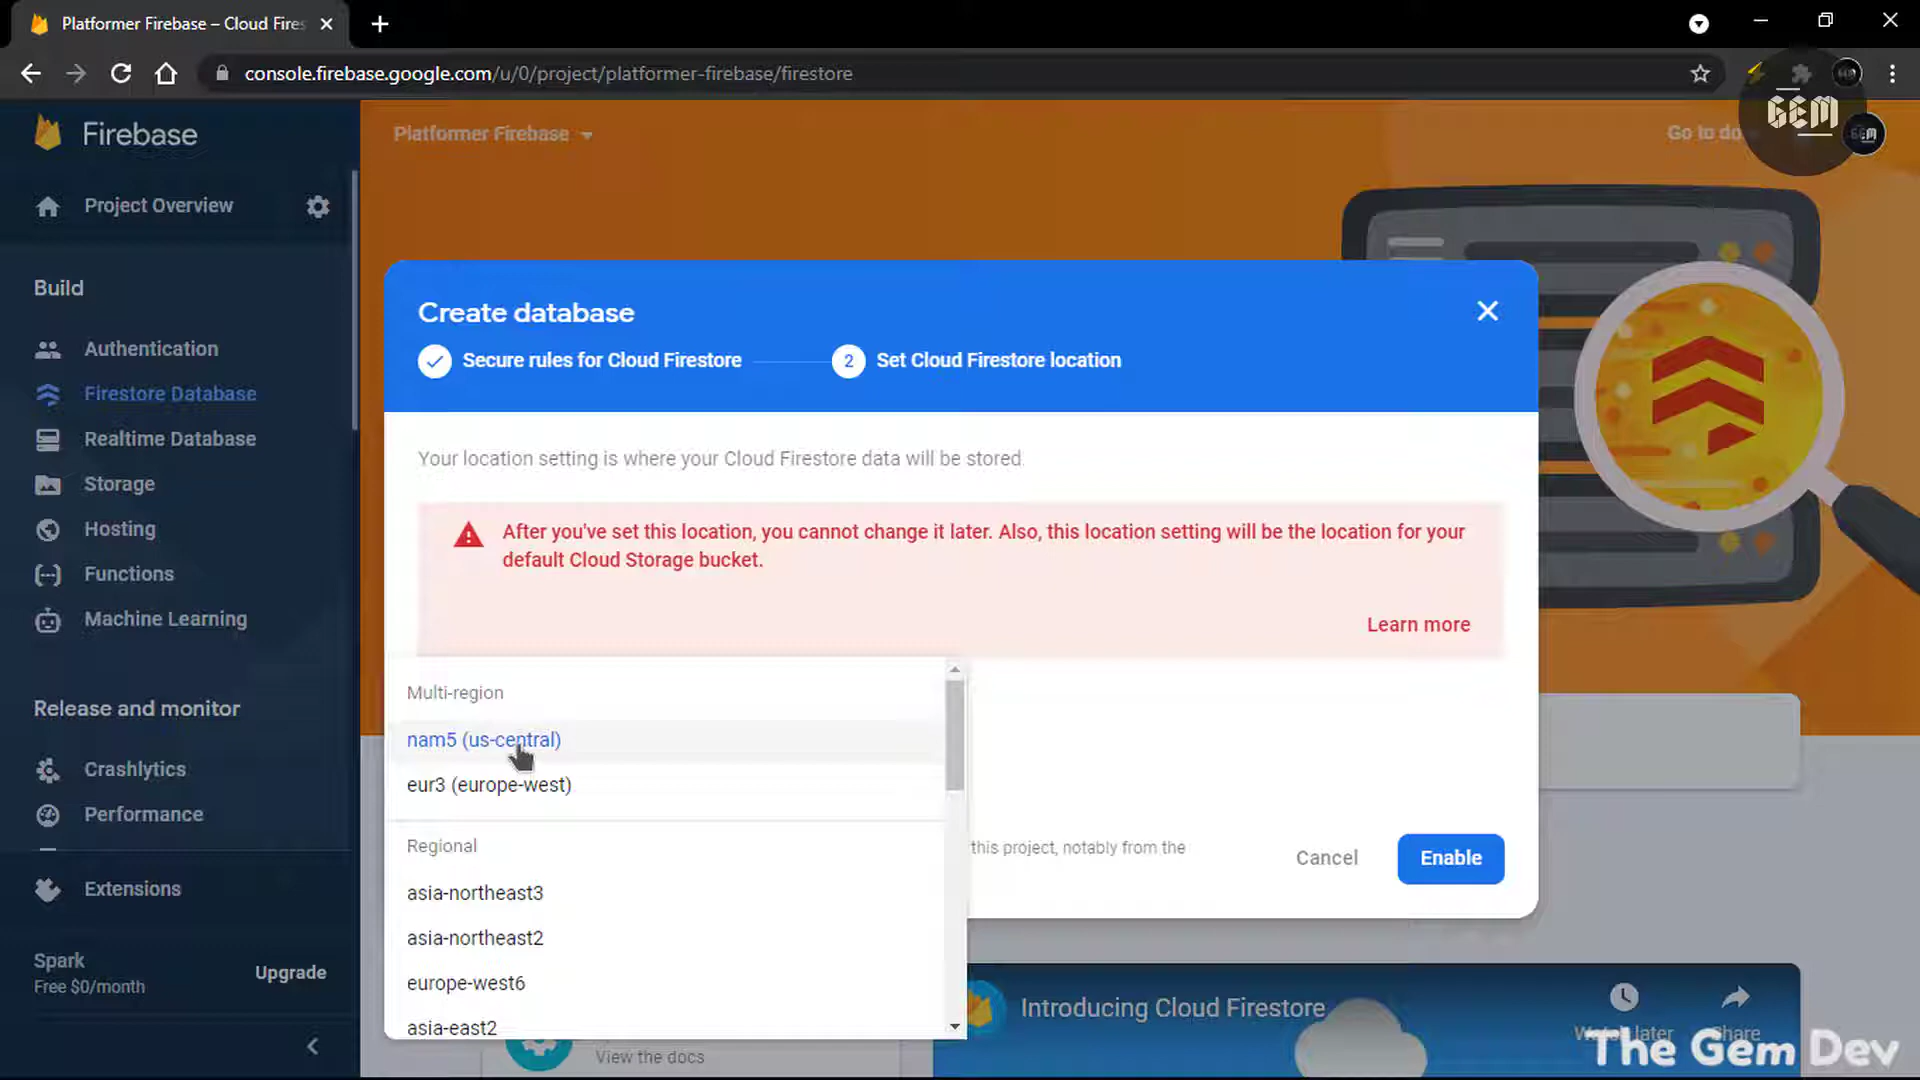 Platformer Firebase – Cloud Fires
console.firebase.google.com/u/0/project/platformer-firebase/firestore
GEM
Firebase
Platformer Firebase
Go to do
Project Overview
Build
Authentication
Firestore Database
Realtime Database
Storage
Hosting
Functions
Machine Learning
Release and monitor
Crashlytics
Performance
Extensions
Spark
Free $0/month
Upgrade
Create database
Secure rules for Cloud Firestore
2 Set Cloud Firestore location
Your location setting is where your Cloud Firestore data will be stored
After you've set this location, you cannot change it later. Also, this location setting will be the location for your
default Cloud Storage bucket.
Learn more
Multi-region
nam5 (us-central)
eur3 (europe-west)
Regional
asia-northeast3
asia-northeast2
europe-west6
asia-east2
this project, notably from the
Cancel
Enable
Introducing Cloud Firestore
Watch later
Share
View the docs
The Gem Dev